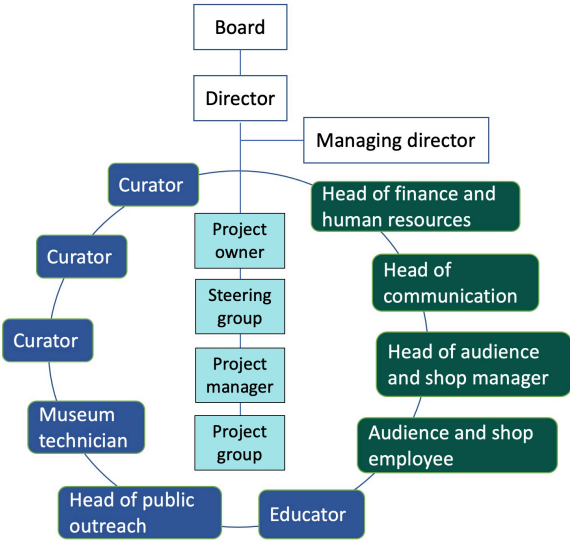 Board
Director
Managing director
Curator
Head of finance and
human resources
Project
owner
Curator
Head of
communication
Steering
group
Curator
Head of audience
and shop manager
Project
manager
Museum
technician
Audience and shop
employee
Project
group
Head of public
outreach
Educator